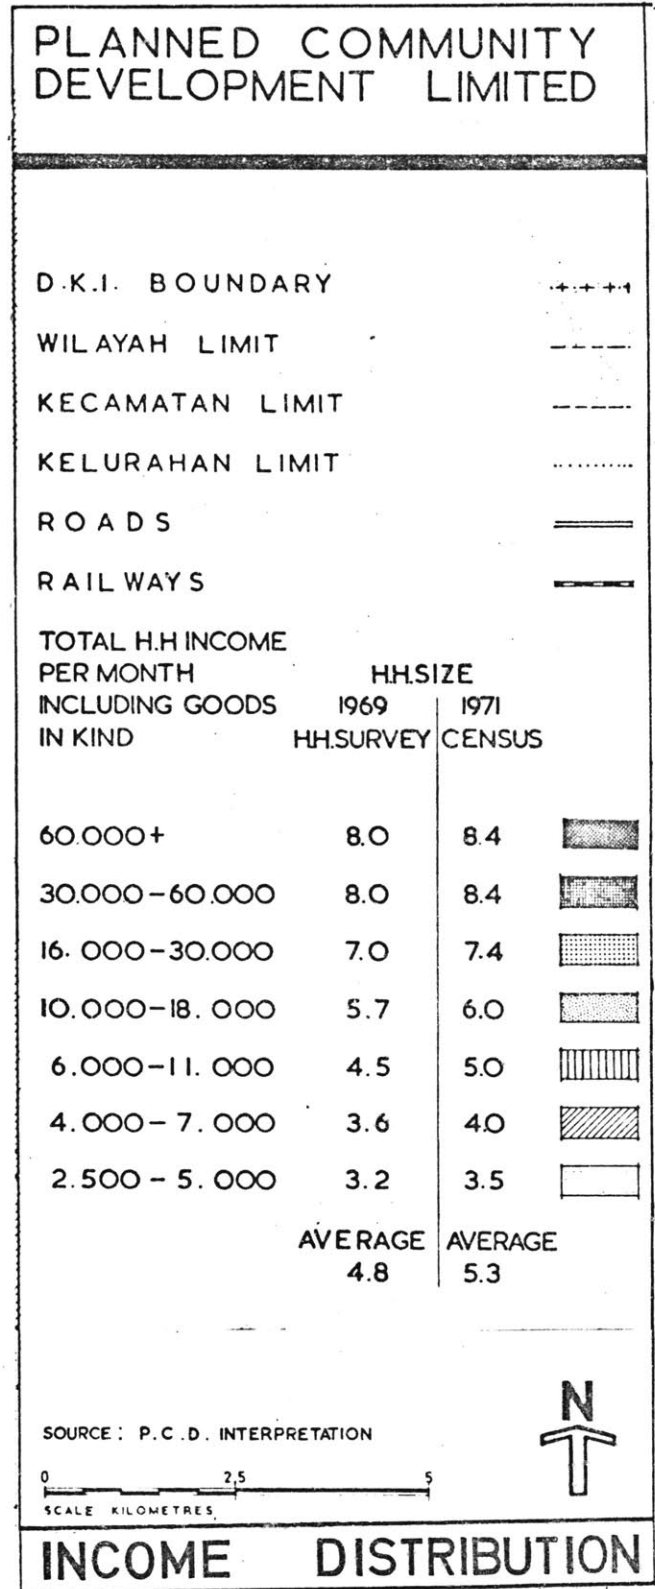 PLANNED COMMUNITY
DEVELOPMENT LIMITED
D.K.I. BOUNDARY
WILAYAH LIMIT
KECAMATAN LIMIT
KELURAHAN LIMIT
ROADS
RAILWAYS
TOTAL H.H INCOME
PER MONTH H.H.SIZE
INCLUDING GOODS 1969 1971
IN KIND H.H.SURVEY CENSUS
60.000+ 8.0 8.4
30.000-60.000 8.0 8.4
16.000-30.000 7.0 7.4
10.000-18.000 5.7 6.0
6.000-11.000 4.5 5.0
4.000-7.000 3.6 4.0
2.500-5.000 3.2 3.5
AVERAGE AVERAGE
4.8 5.3
N
SOURCE: P.C.D. INTERPRETATION
0 2,5 5
SCALE KILOMETRES
INCOME DISTRIBUTION